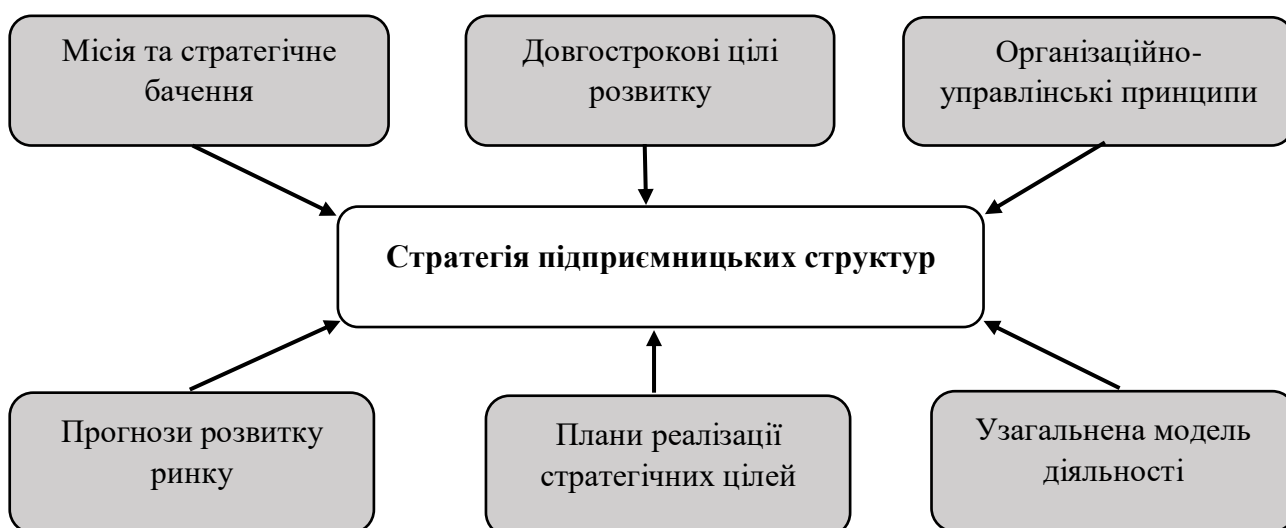 Місія та стратегічне
бачення
Довгострокові цілі
розвитку
Організаційно-
управлінські принципи
Стратегія підприємницьких структур
Прогнози розвитку
ринку
Плани реалізації
стратегічних цілей
Узагальнена модель
діяльності